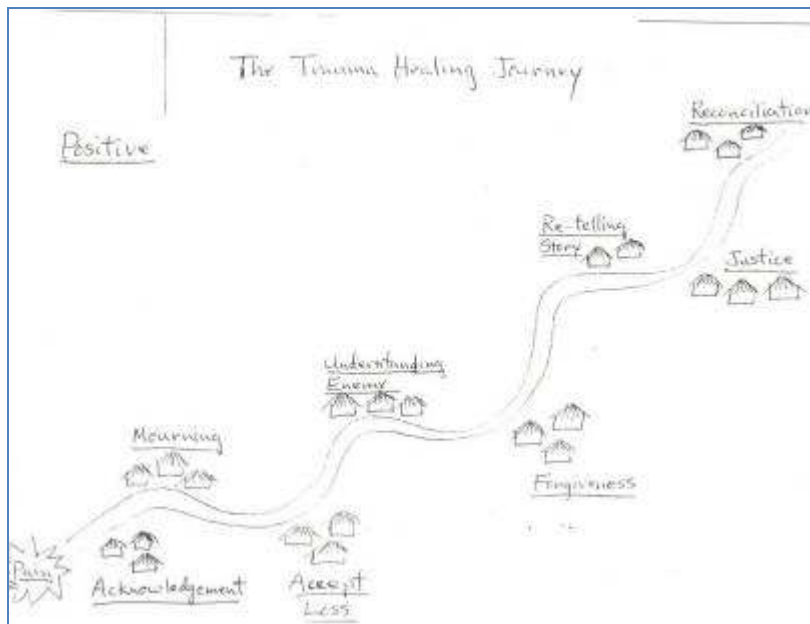 The Trauma Healing Journey
Reconciliation
Positive
Re-telling
Story
Justice
Understanding
Enemy
Mourning
Forgiveness
Pain
Acknowledgement
Accept
Loss